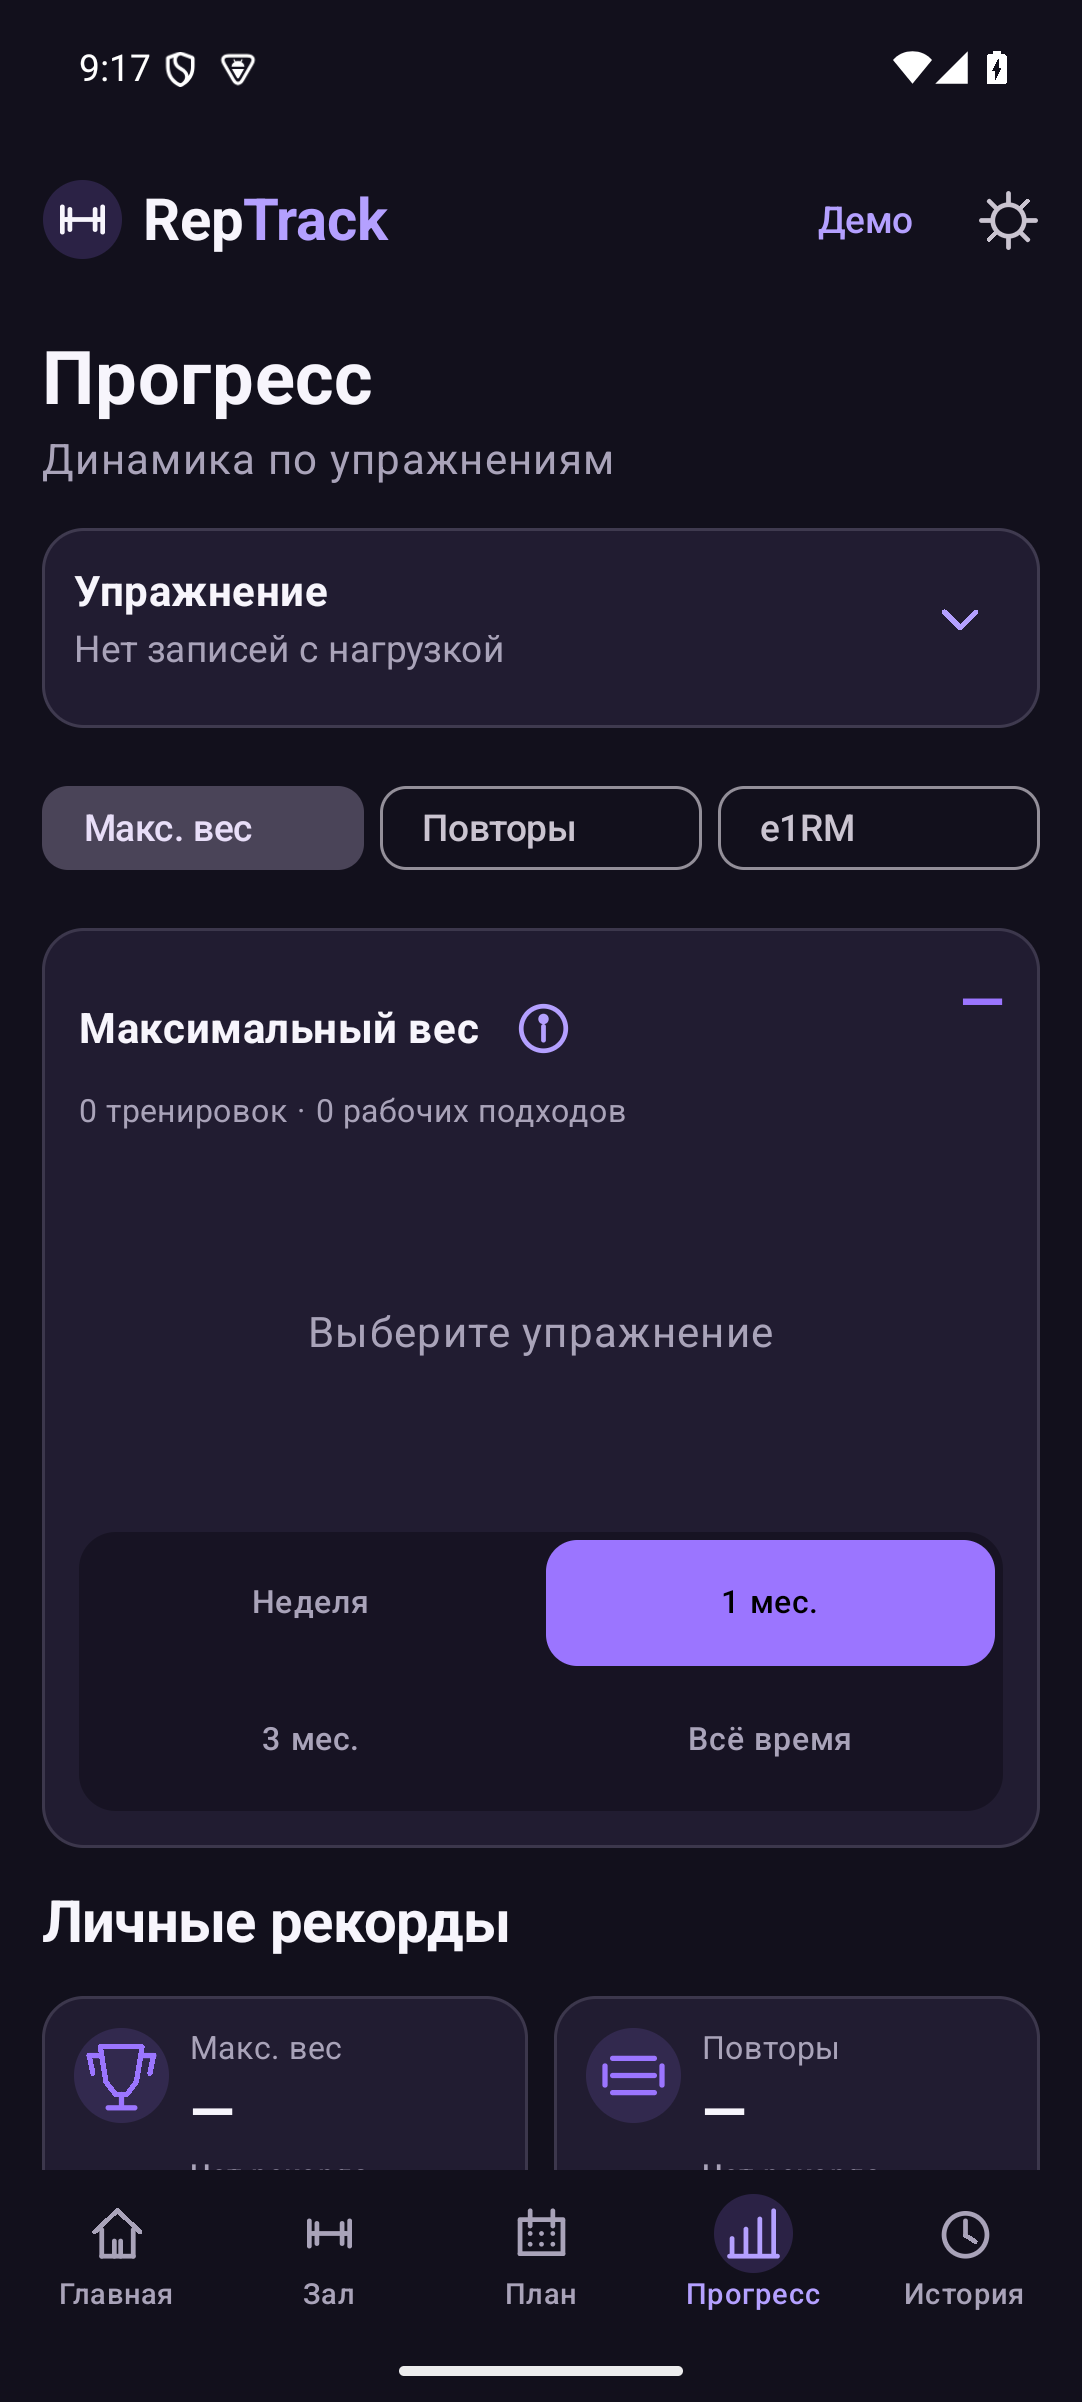 9:17
RepTrack
Демо
Прогресс
Динамика по упражнениям
Упражнение
Нет записей с нагрузкой
Макс. вес
Повторы
e1RM
Максимальный вес
—
0 тренировок · 0 рабочих подходов
Выберите упражнение
Неделя
1 мес.
3 мес.
Всё время
Личные рекорды
Макс. вес
—
Повторы
—
Главная
Зал
План
Прогресс
История